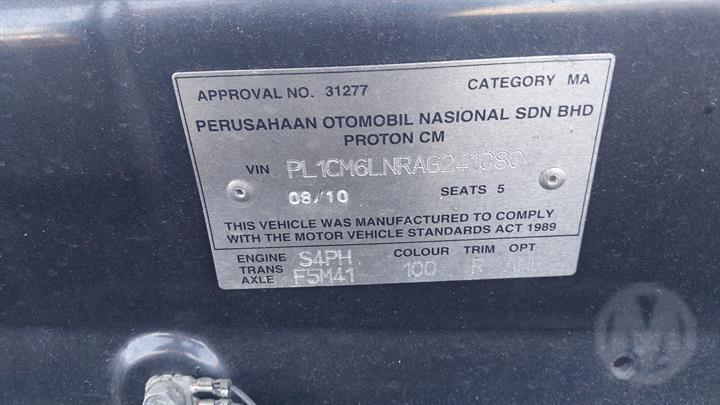 APPROVAL NO. 31277 CATEGORY MA
PERUSAHAAN OTOMOBIL NASIONAL SDN BHD
PROTON CM
VIN PL1CM6LNRAG241080
08/10 SEATS 5
THIS VEHICLE WAS MANUFACTURED TO COMPLY
WITH THE MOTOR VEHICLE STANDARDS ACT 1989
ENGINE S4PH COLOUR TRIM OPT
TRANS F5M41 100 R
AXLE